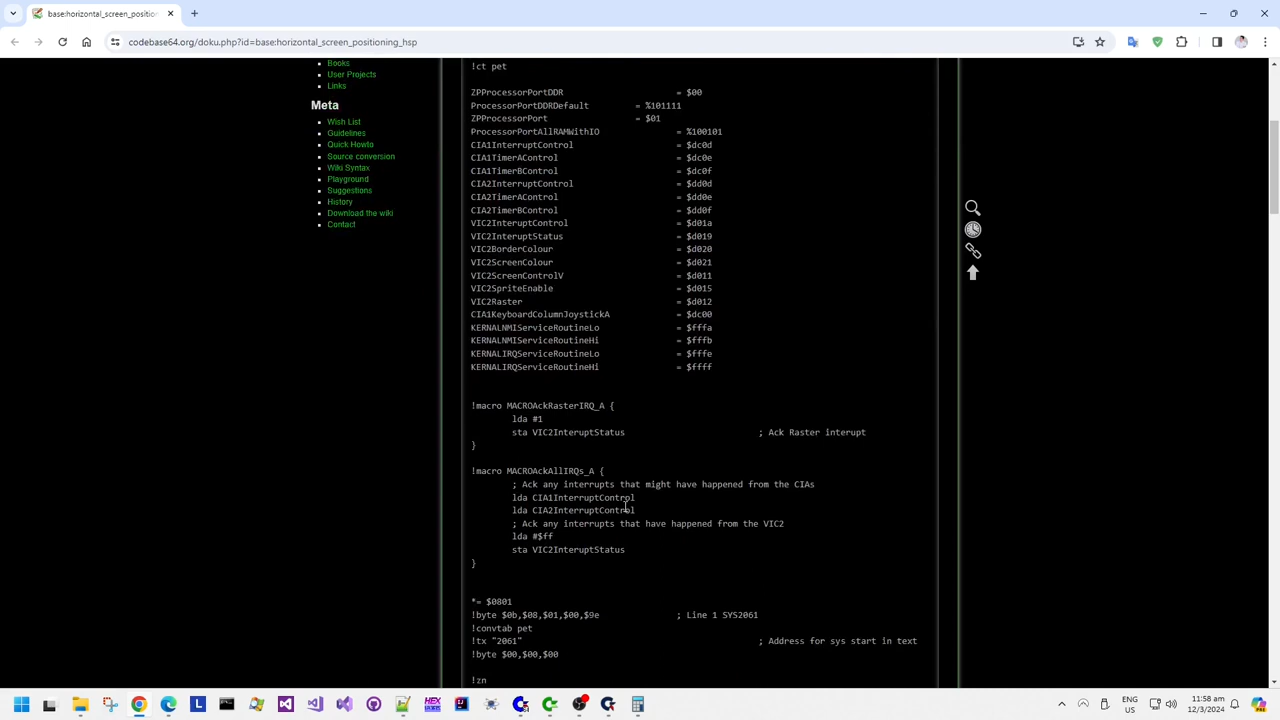 base:horizontal_screen_positio
codebase64.org/doku.php?id=base:horizontal_screen_positioning_hsp
Books
User Projects
Links
Meta
Wish List
Guidelines
Quick Howto
Source conversion
Wiki Syntax
Playground
Suggestions
History
Download the wiki
Contact
!ct pet
ZPProcessorPortDDR = $00
ProcessorPortDDRDefault = %101111
ZPProcessorPort = $01
ProcessorPortAllRAMWithIO = %100101
CIA1InterruptControl = $dc0d
CIA1TimerAControl = $dc0e
CIA1TimerBControl = $dc0f
CIA2InterruptControl = $dd0d
CIA2TimerAControl = $dd0e
CIA2TimerBControl = $dd0f
VIC2InteruptControl = $d01a
VIC2InteruptStatus = $d019
VIC2BorderColour = $d020
VIC2ScreenColour = $d021
VIC2ScreenControlV = $d011
VIC2SpriteEnable = $d015
VIC2Raster = $d012
CIA1KeyboardColumnJoystickA = $dc00
KERNALNMIServiceRoutineLo = $fffa
KERNALNMIServiceRoutineHi = $fffb
KERNALIRQServiceRoutineLo = $fffe
KERNALIRQServiceRoutineHi = $ffff
!macro MACROAckRasterIRQ_A {
lda #1
sta VIC2InteruptStatus ; Ack Raster interupt
}
!macro MACROAckAllIRQs_A {
; Ack any interrupts that might have happened from the CIAs
lda CIA1InterruptControl
lda CIA2InterruptControl
; Ack any interrupts that have happened from the VIC2
lda #$ff
sta VIC2InteruptStatus
}
*= $0801
!byte $0b,$08,$01,$00,$9e ; Line 1 SYS2061
!convtab pet
!tx "2061" ; Address for sys start in text
!byte $00,$00,$00
!zn
HEX
ENG
US
11:58 am
12/3/2024